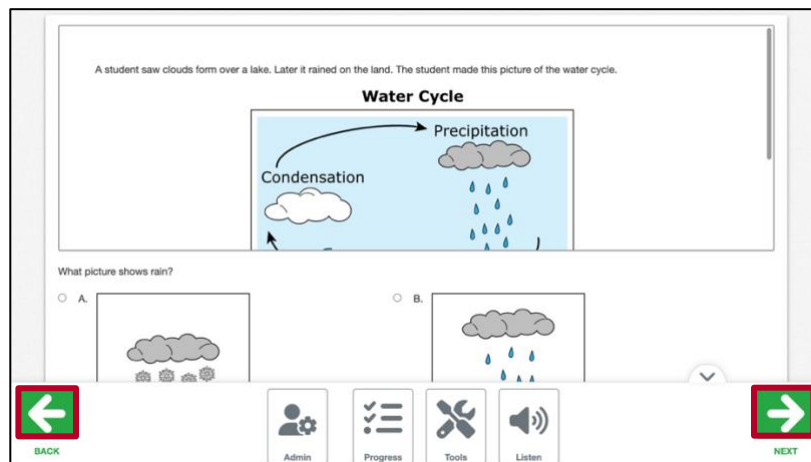 A student saw clouds form over a lake. Later it rained on the land. The student made this picture of the water cycle.
Water Cycle
Precipitation
Condensation
What picture shows rain?
A.
B.
BACK
Admin
Progress
Tools
Listen
NEXT